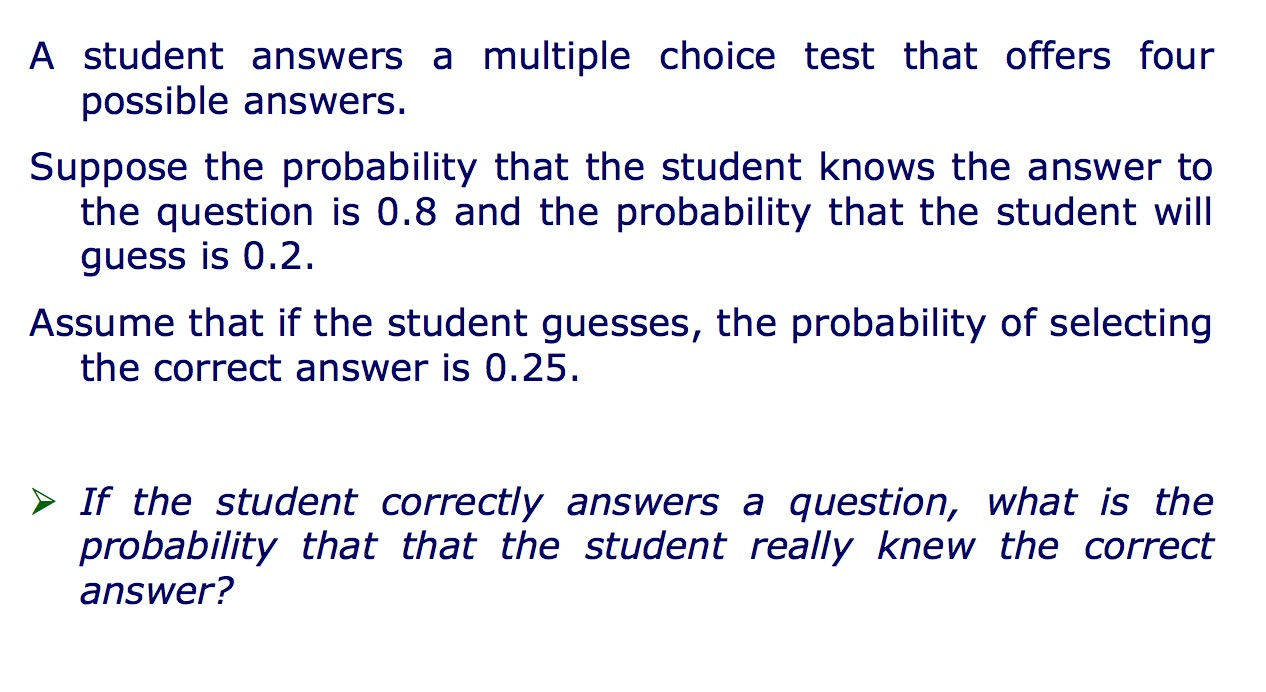 A student answers a multiple choice test that offers four
possible answers.
Suppose the probability that the student knows the answer to
the question is 0.8 and the probability that the student will
guess is 0.2.
Assume that if the student guesses, the probability of selecting
the correct answer is 0.25.
If the student correctly answers a question, what is the
probability that that the student really knew the correct
answer?